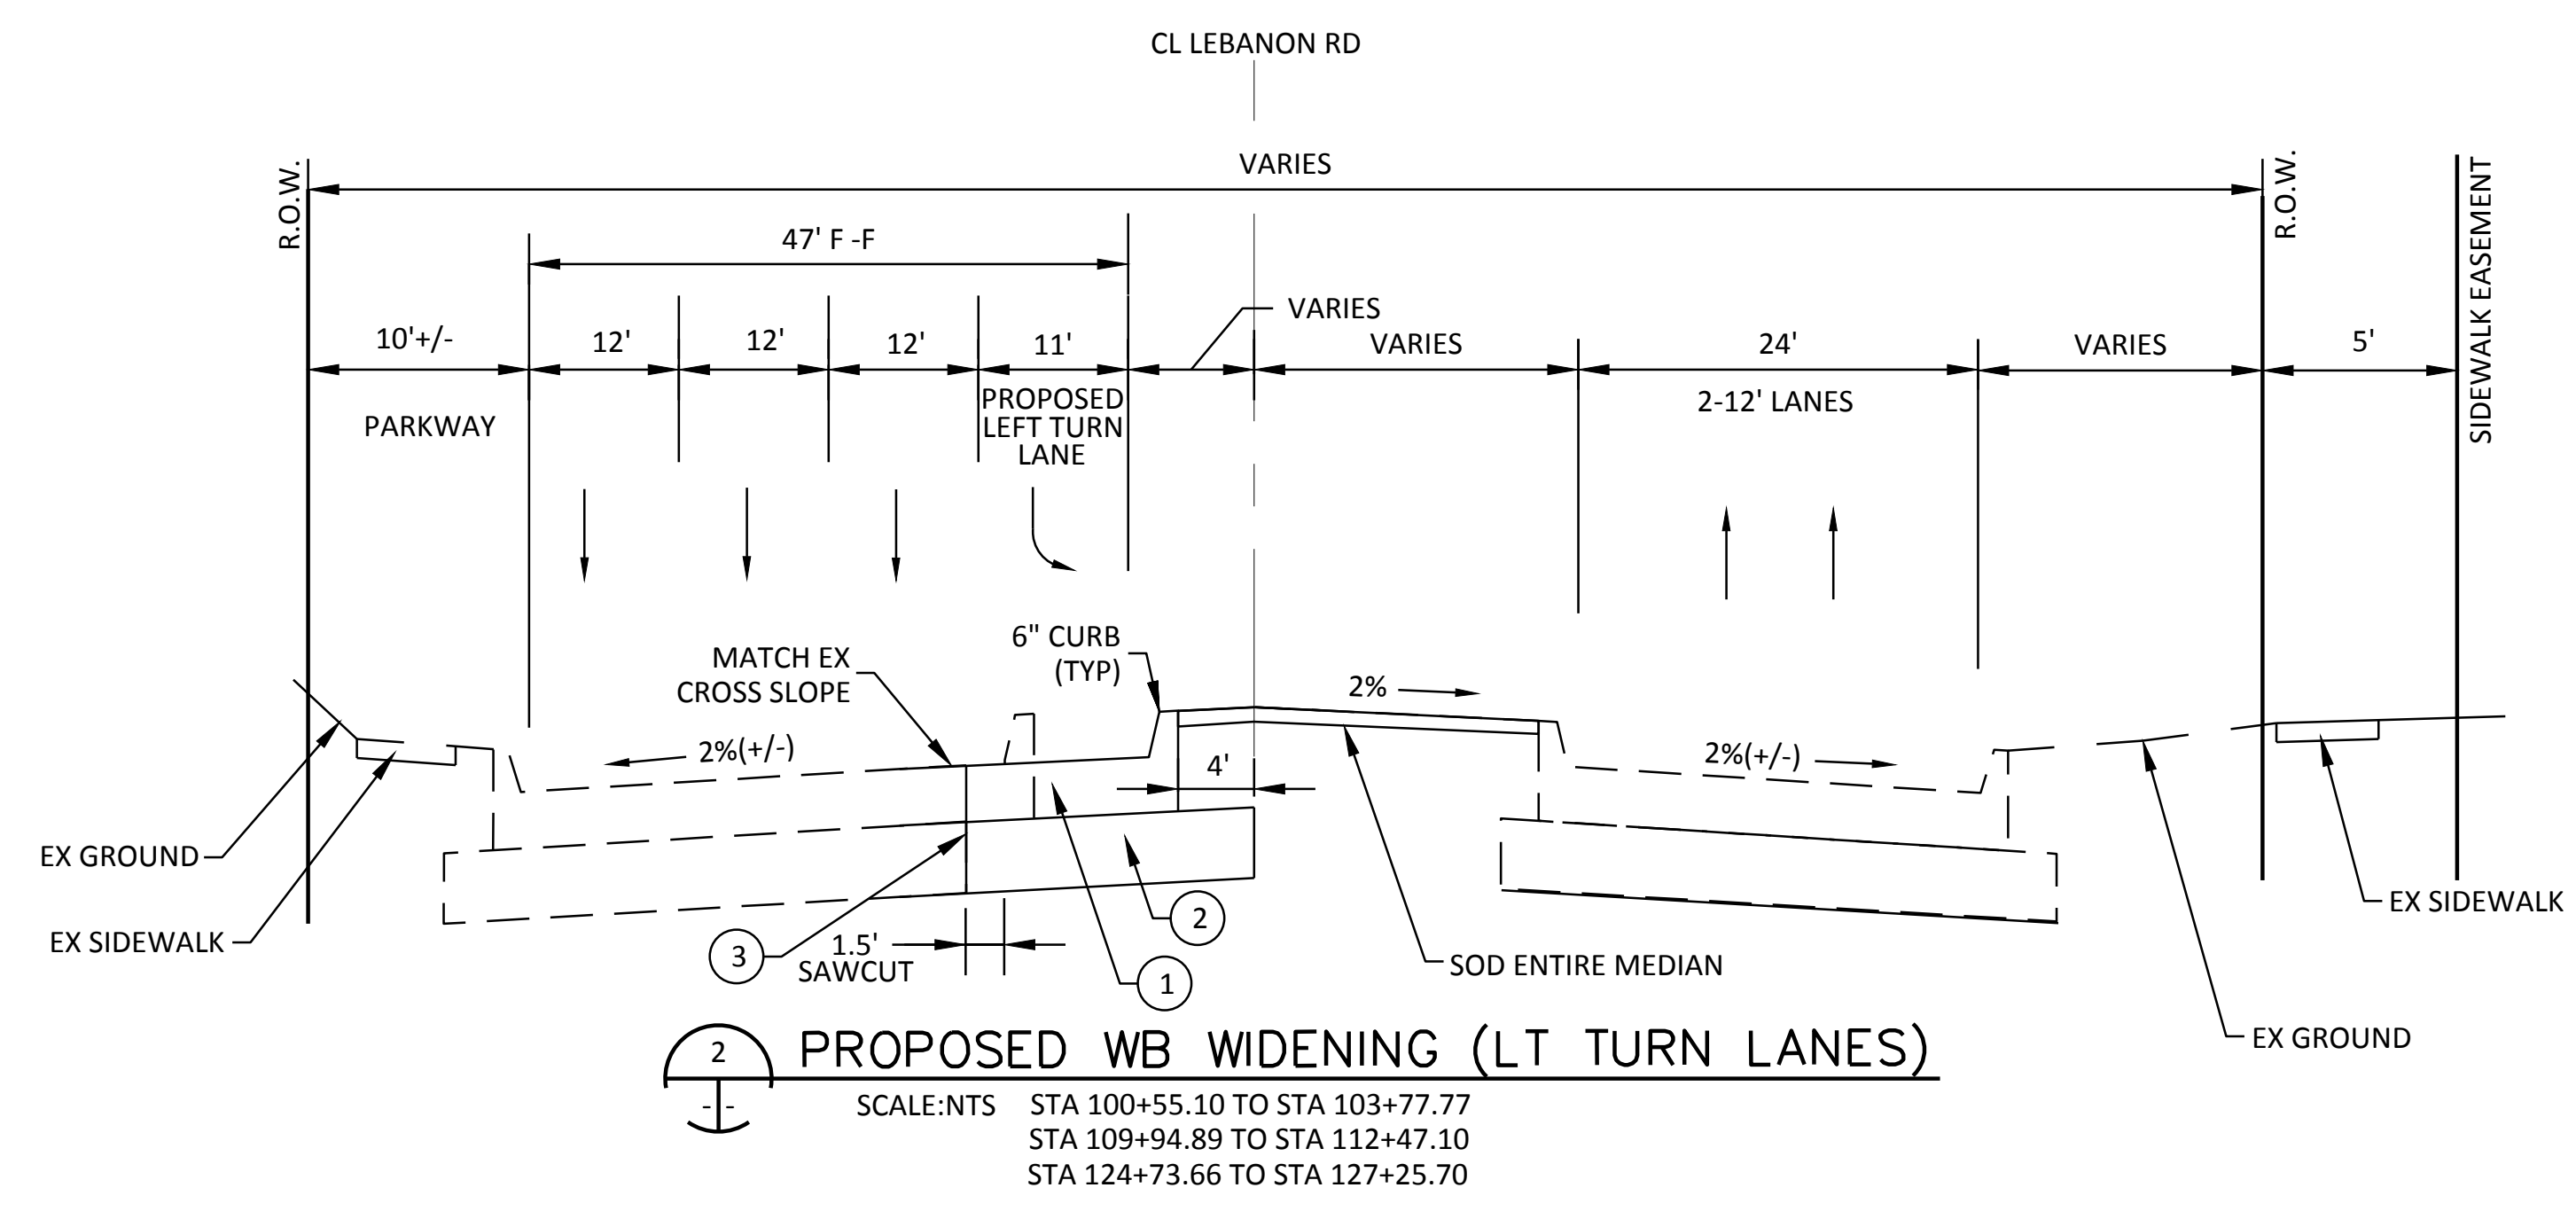 CL LEBANON RD
VARIES
R.O.W.
R.O.W.
SIDEWALK EASEMENT
47' F -F
VARIES
10'+/-
12'
12'
12'
11'
VARIES
24'
VARIES
5'
PARKWAY
PROPOSED
LEFT TURN
LANE
2-12' LANES
6" CURB
(TYP)
MATCH EX
CROSS SLOPE
2%
2%(+/-)
4'
2%(+/-)
EX GROUND
EX SIDEWALK
3
1.5'
SAWCUT
2
1
SOD ENTIRE MEDIAN
EX SIDEWALK
EX GROUND
2
- -
PROPOSED WB WIDENING (LT TURN LANES)
SCALE:NTS
STA 100+55.10 TO STA 103+77.77
STA 109+94.89 TO STA 112+47.10
STA 124+73.66 TO STA 127+25.70